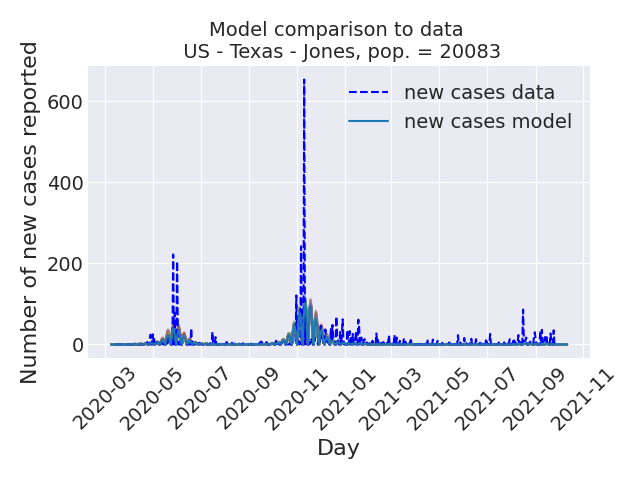 Model comparison to data
US - Texas - Jones, pop. = 20083
new cases data
new cases model
Number of new cases reported
600
400
200
0
2020-03
2020-05
2020-07
2020-09
2020-11
2021-01
2021-03
2021-05
2021-07
2021-09
2021-11
Day